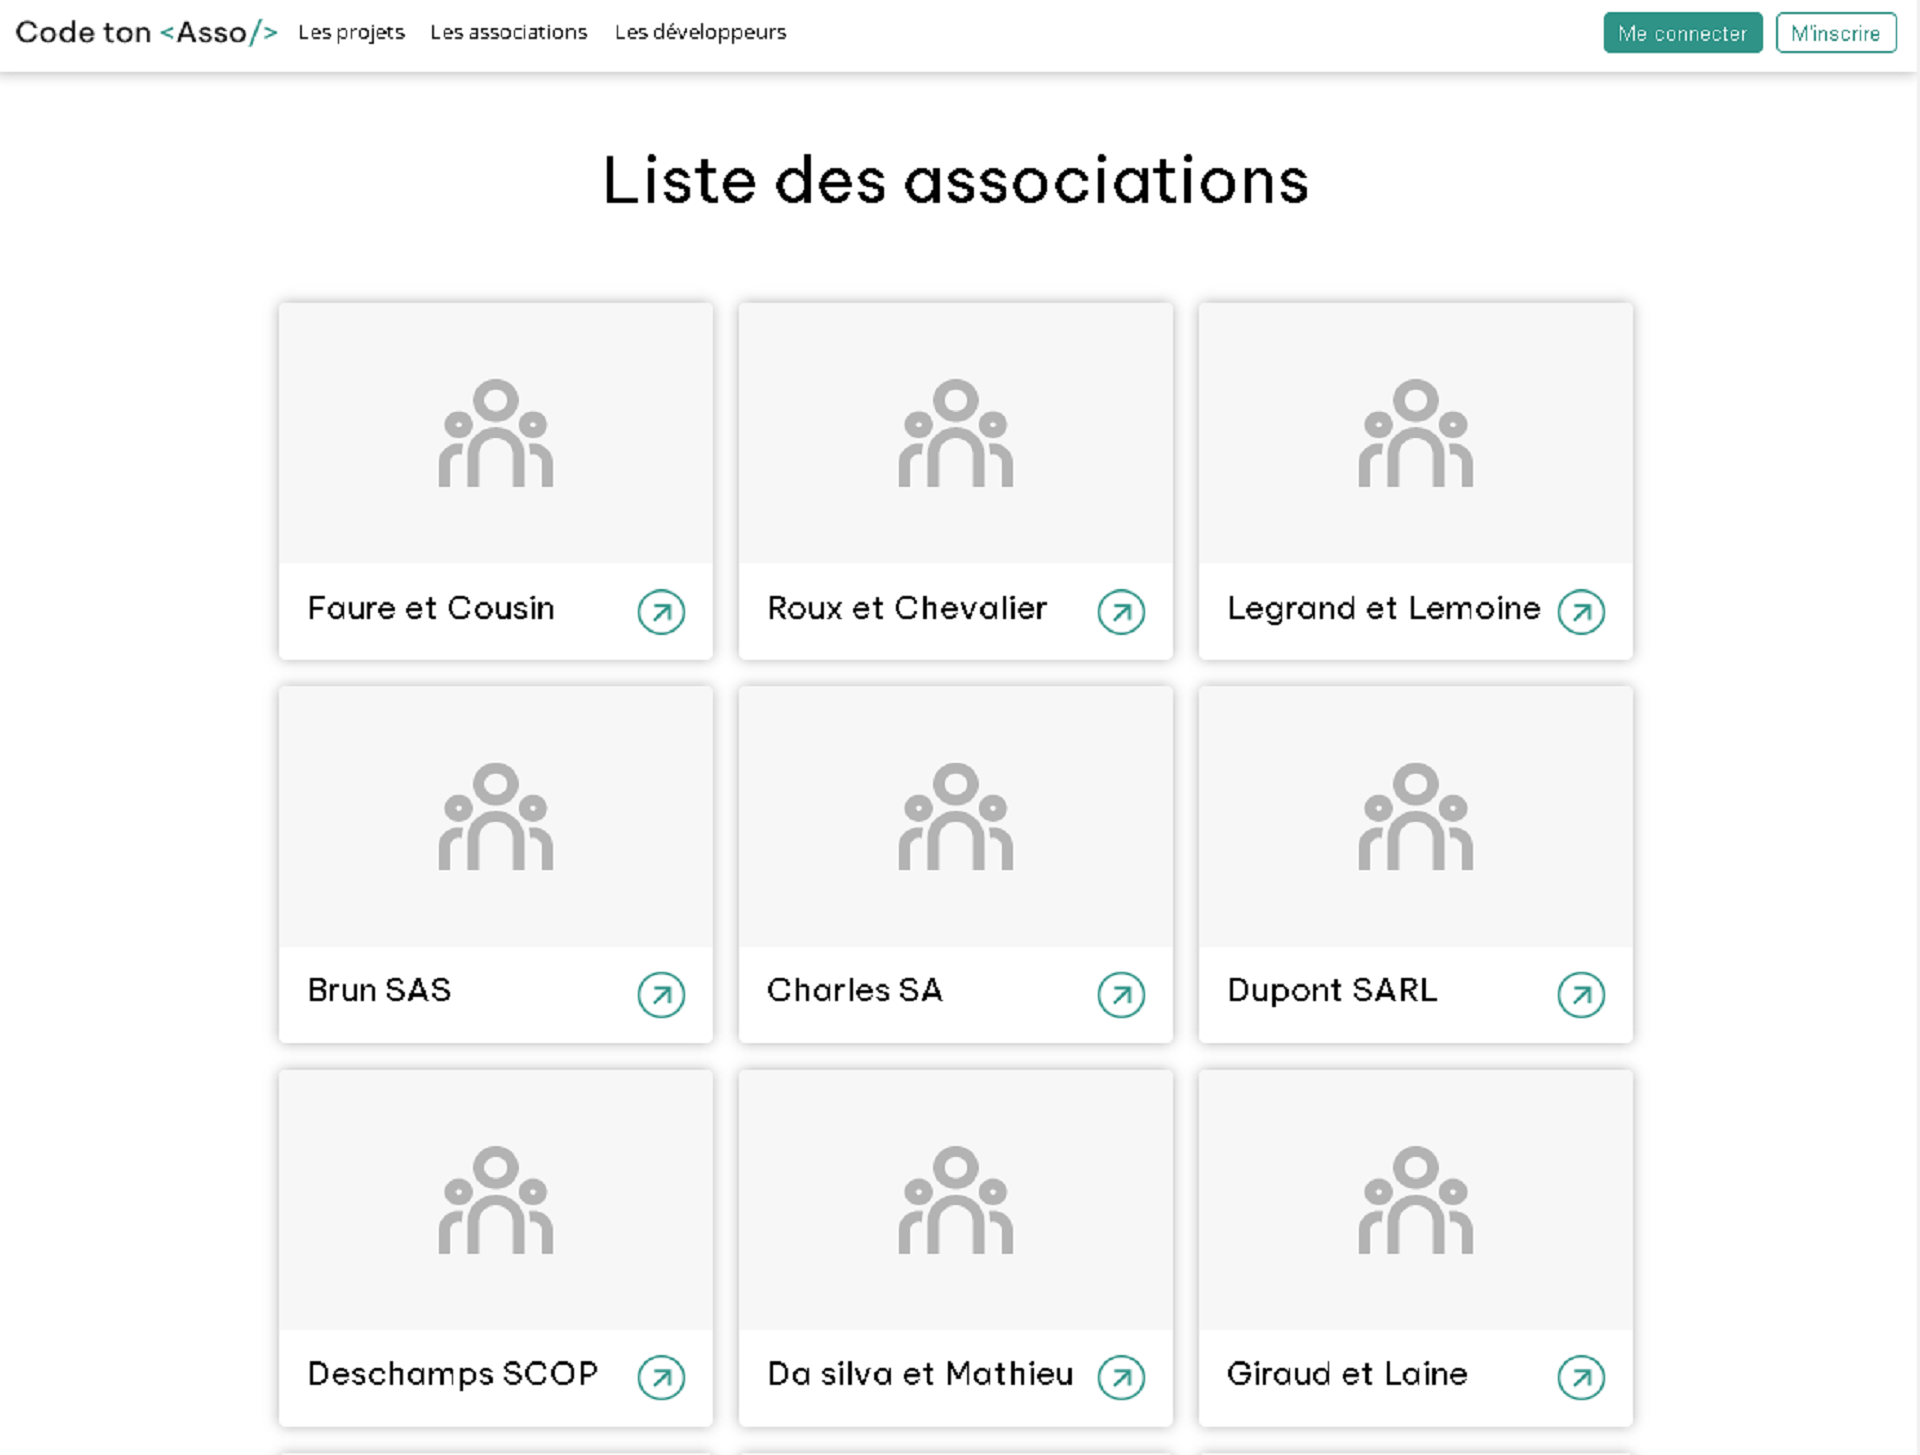 Code ton <Asso/> Les projets Les associations Les développeurs Me connecter M'inscrire
Liste des associations
Faure et Cousin
Roux et Chevalier
Legrand et Lemoine
Brun SAS
Charles SA
Dupont SARL
Deschamps SCOP
Da silva et Mathieu
Giraud et Laine